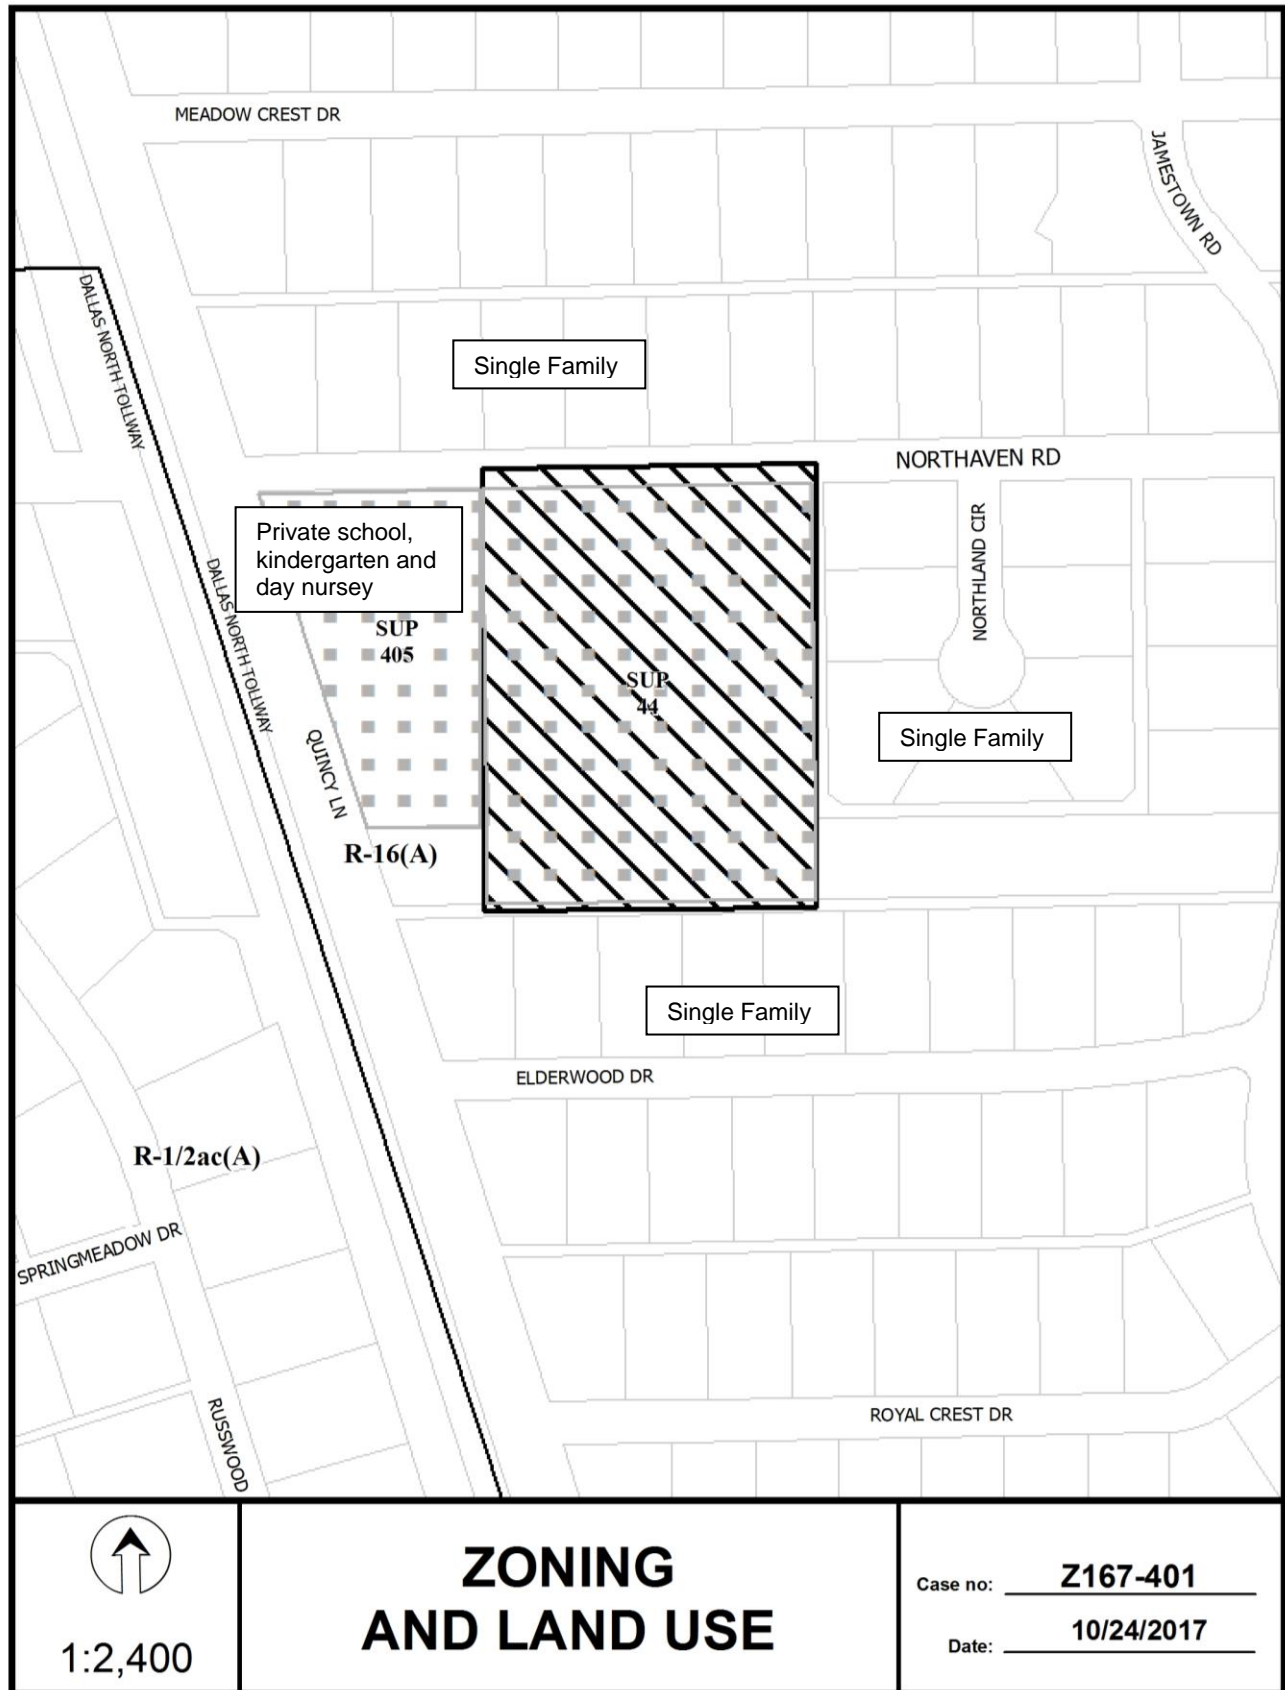 MEADOW CREST DR
JAMESTOWN RD
DALLAS NORTH TOLLWAY
Single Family
NORTHAVEN RD
Private school,
kindergarten and
day nursey
NORTHLAND CIR
DALLAS NORTH TOLLWAY
SUP
405
SUP
44
Single Family
QUINCY LN
R-16(A)
Single Family
ELDERWOOD DR
R-1/2ac(A)
SPRINGMEADOW DR
RUSSWOOD
ROYAL CREST DR
1:2,400
ZONING
AND LAND USE
Case no: Z167-401
Date: 10/24/2017